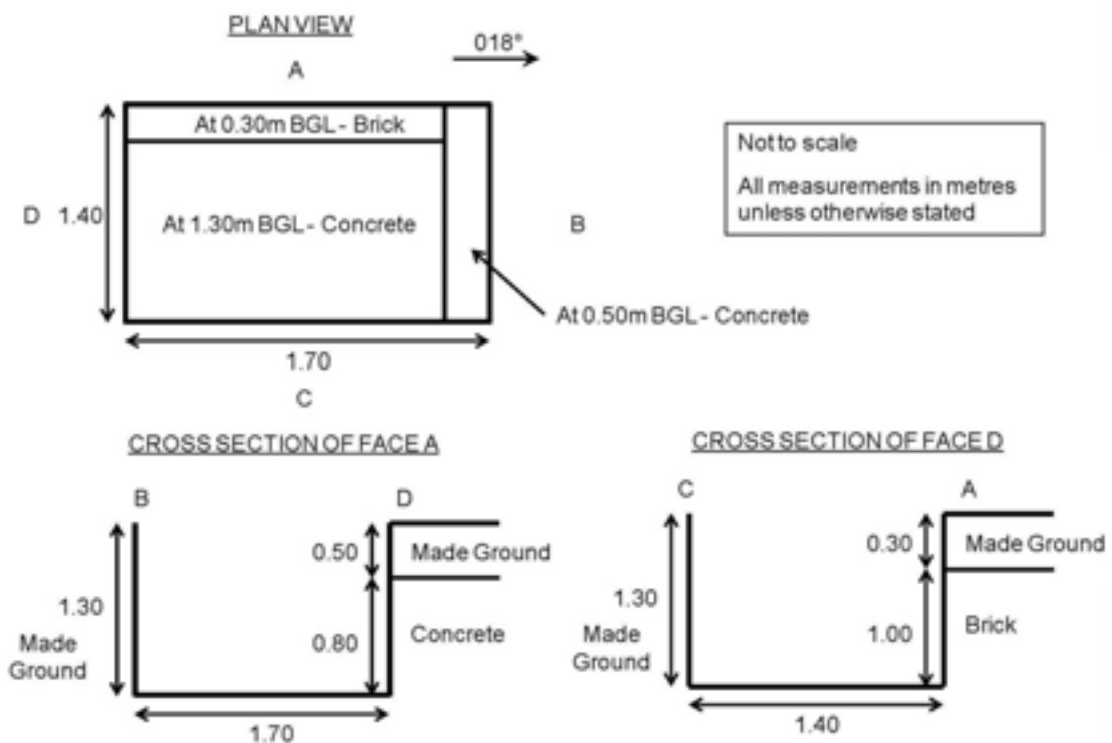 PLAN VIEW
018°
A
At 0.30m BGL - Brick
Not to scale
All measurements in metres
unless otherwise stated
D
1.40
At 1.30m BGL - Concrete
B
At 0.50m BGL - Concrete
1.70
C
CROSS SECTION OF FACE A
B
D
0.50
Made Ground
1.30
Made
Ground
0.80
Concrete
1.70
CROSS SECTION OF FACE D
C
A
0.30
Made Ground
1.30
Made
Ground
1.00
Brick
1.40